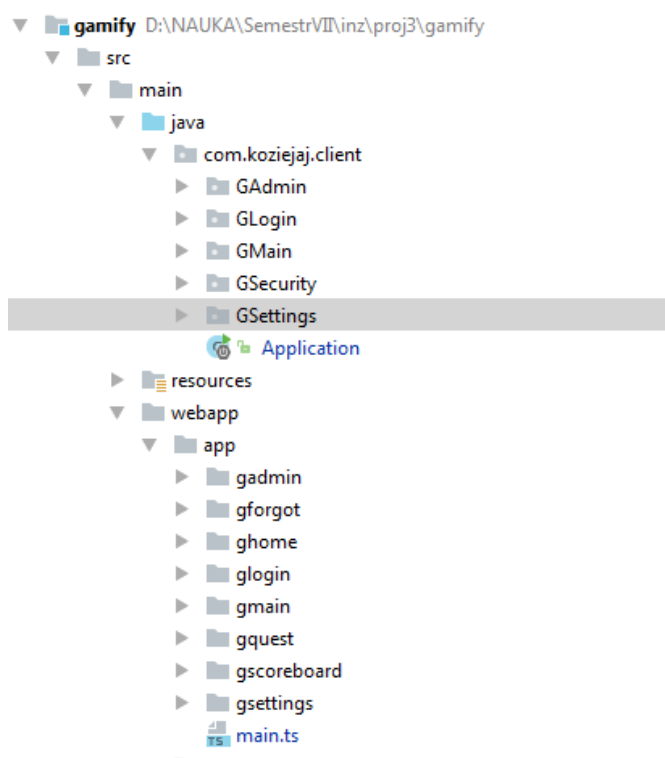 gamify D:\NAUKA\SemestrVII\inz\proj3\gamify
src
main
java
com.koziejaj.client
GAdmin
GLogin
GMain
GSecurity
GSettings
Application
resources
webapp
app
gadmin
gforgot
ghome
glogin
gmain
gquest
gscoreboard
gsettings
TS main.ts